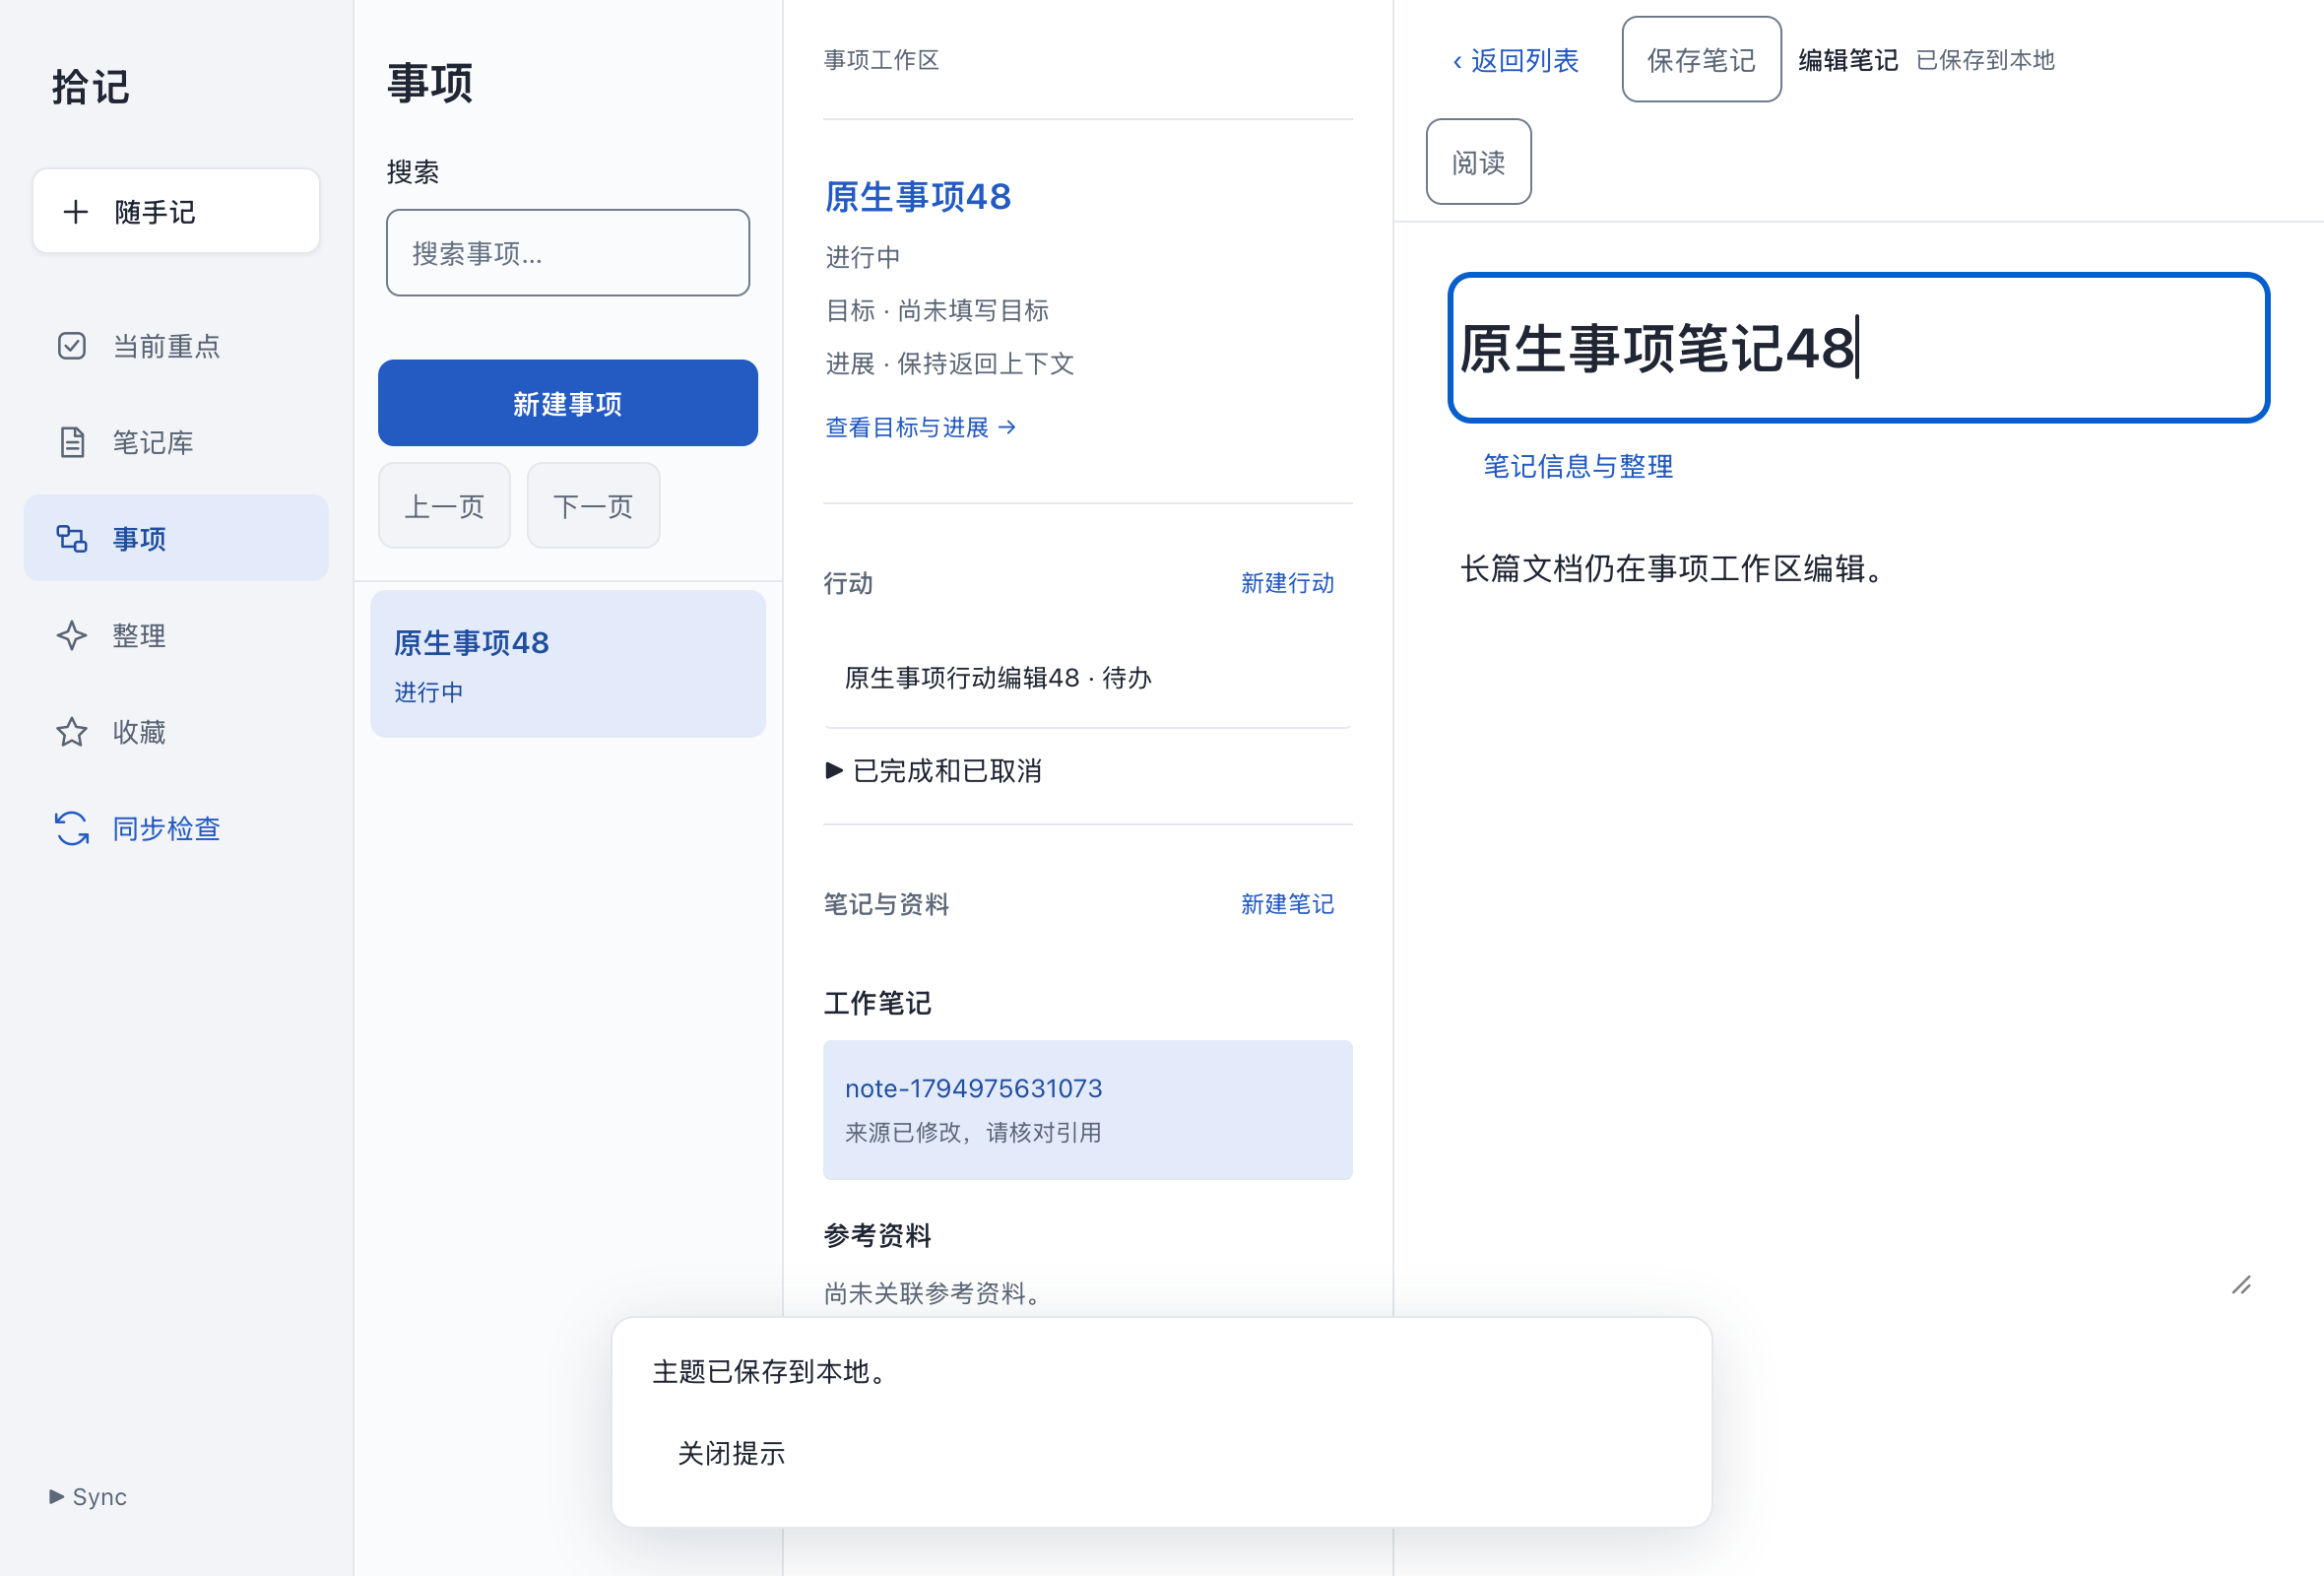 拾记
随手记
当前重点
笔记库
事项
整理
收藏
同步检查
Sync
事项
搜索
搜索事项...
新建事项
上一页 下一页
原生事项48
进行中
事项工作区
原生事项48
进行中
目标 · 尚未填写目标
进展 · 保持返回上下文
查看目标与进展 →
行动 新建行动
原生事项行动编辑48 · 待办
已完成和已取消
笔记与资料 新建笔记
工作笔记
note-1794975631073
来源已修改，请核对引用
参考资料
尚未关联参考资料。
‹ 返回列表 保存笔记 编辑笔记 已保存到本地
阅读
原生事项笔记48
笔记信息与整理
长篇文档仍在事项工作区编辑。
主题已保存到本地。
关闭提示